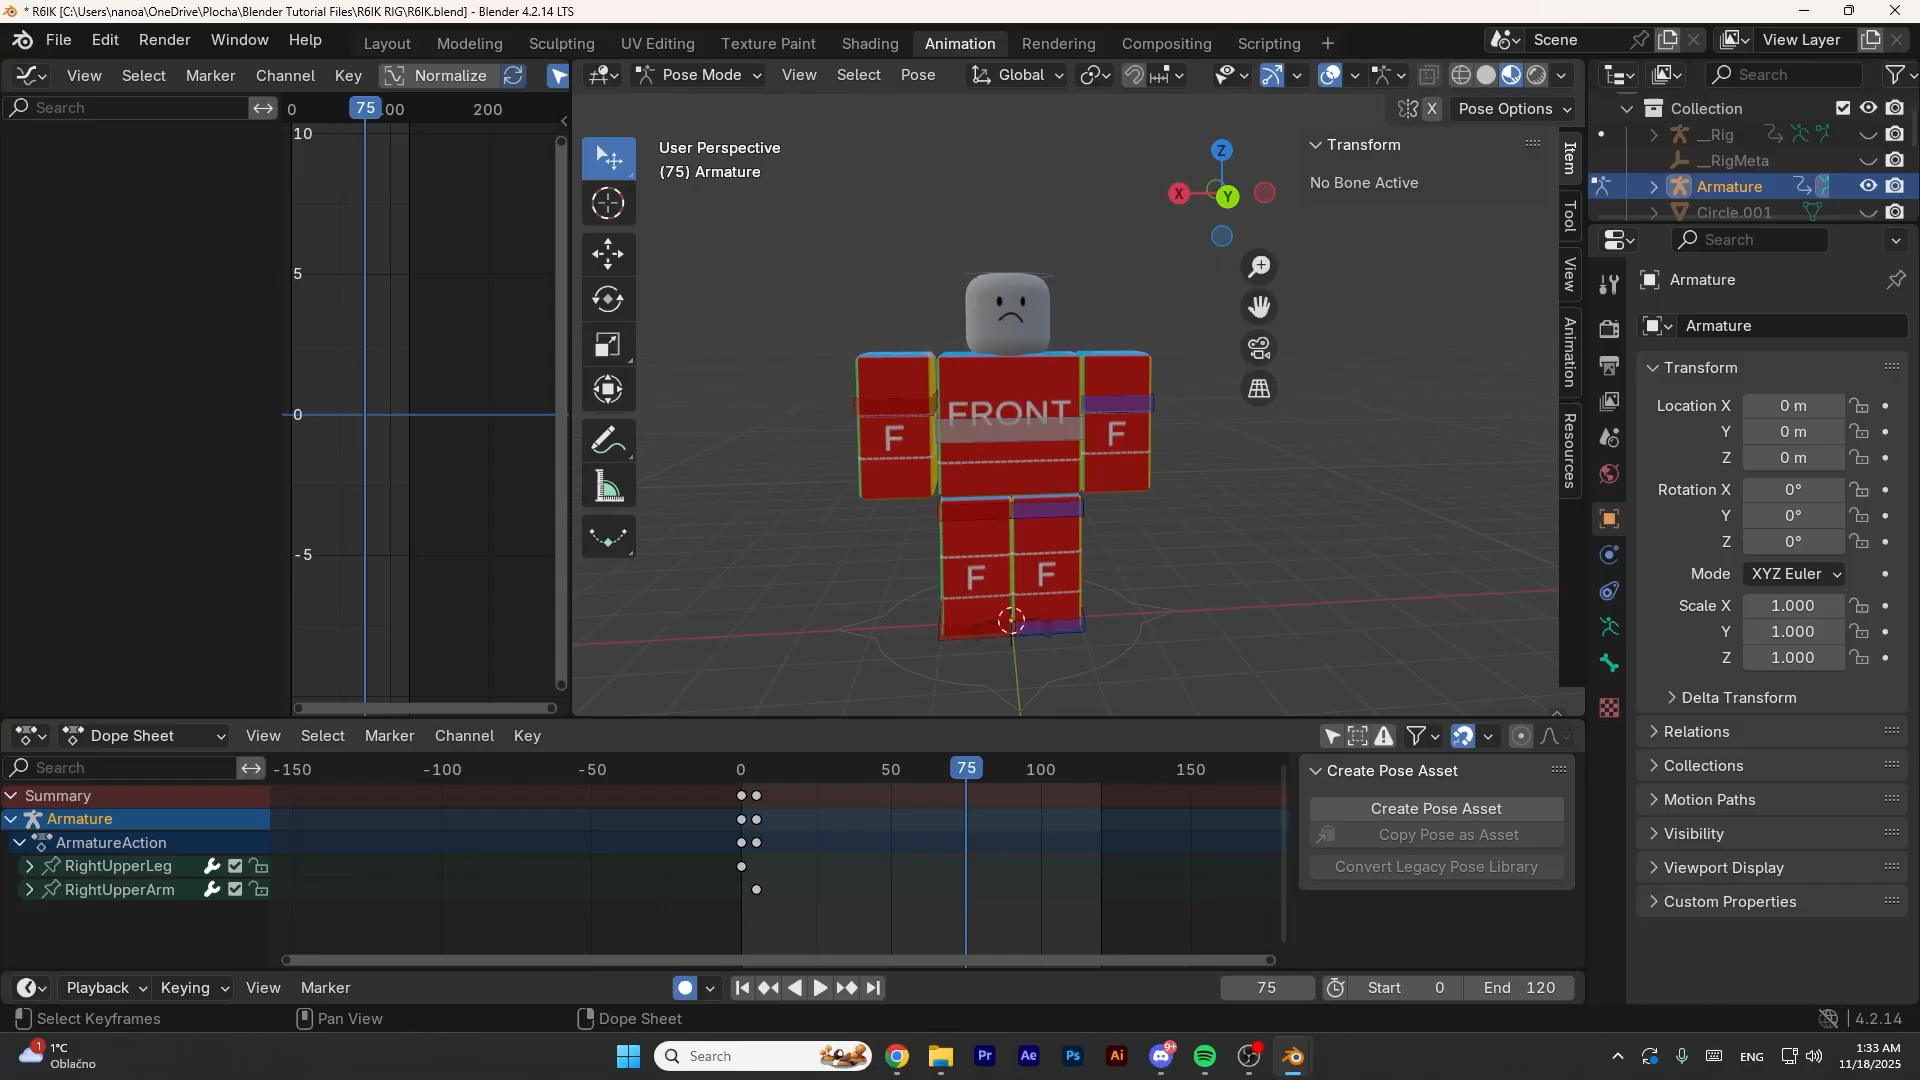 * R6IK [C:\Users\nanoa\OneDrive\Plocha\Blender Tutorial Files\R6IK RIG\R6IK.blend] - Blender 4.2.14 LTS
File Edit Render Window Help Layout Modeling Sculpting UV Editing Texture Paint Shading Animation Rendering Compositing Scripting + Scene View Layer
View Select Marker Channel Key Normalize Pose Mode View Select Pose Global Search
Search 0 75 100 200 X Pose Options Collection
10
__Rig
User Perspective
(75) Armature
Z
X
Y
Transform
No Bone Active
Item
Tool
View
Animation
Resources
__RigMeta
Armature
Circle.001
Search
5
0
-5
FRONT
F
F
F
F
Armature
Armature
Transform
Location X 0 m
Y 0 m
Z 0 m
Rotation X 0°
Y 0°
Z 0°
Mode XYZ Euler
Scale X 1.000
Y 1.000
Z 1.000
Delta Transform
Relations
Collections
Motion Paths
Visibility
Viewport Display
Custom Properties
Dope Sheet View Select Marker Channel Key
Search -150 -100 -50 0 50 75 100 150
Summary
Armature
ArmatureAction
RightUpperLeg
RightUpperArm
Create Pose Asset
Create Pose Asset
Copy Pose as Asset
Convert Legacy Pose Library
Playback Keying View Marker 75 Start 0 End 120
Select Keyframes Pan View Dope Sheet 4.2.14
1
1°C
Oblačno
Search
Pr
Ae
Ps
Ai
9+
ENG
1:33 AM
11/18/2025